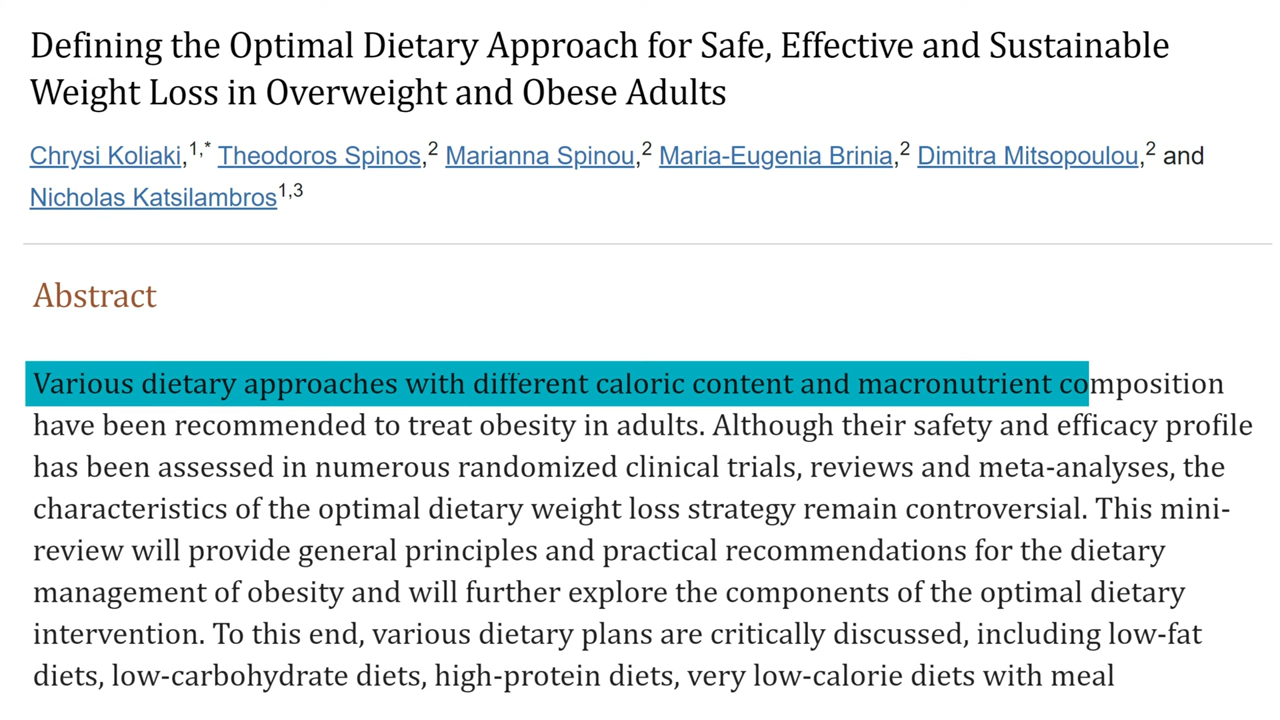 Defining the Optimal Dietary Approach for Safe, Effective and Sustainable
Weight Loss in Overweight and Obese Adults
Chrysi Koliaki,1,* Theodoros Spinos,2 Marianna Spinou,2 Maria-Eugenia Brinia,2 Dimitra Mitsopoulou,2 and
Nicholas Katsilambros1,3
Abstract
Various dietary approaches with different caloric content and macronutrient composition
have been recommended to treat obesity in adults. Although their safety and efficacy profile
has been assessed in numerous randomized clinical trials, reviews and meta-analyses, the
characteristics of the optimal dietary weight loss strategy remain controversial. This mini-
review will provide general principles and practical recommendations for the dietary
management of obesity and will further explore the components of the optimal dietary
intervention. To this end, various dietary plans are critically discussed, including low-fat
diets, low-carbohydrate diets, high-protein diets, very low-calorie diets with meal